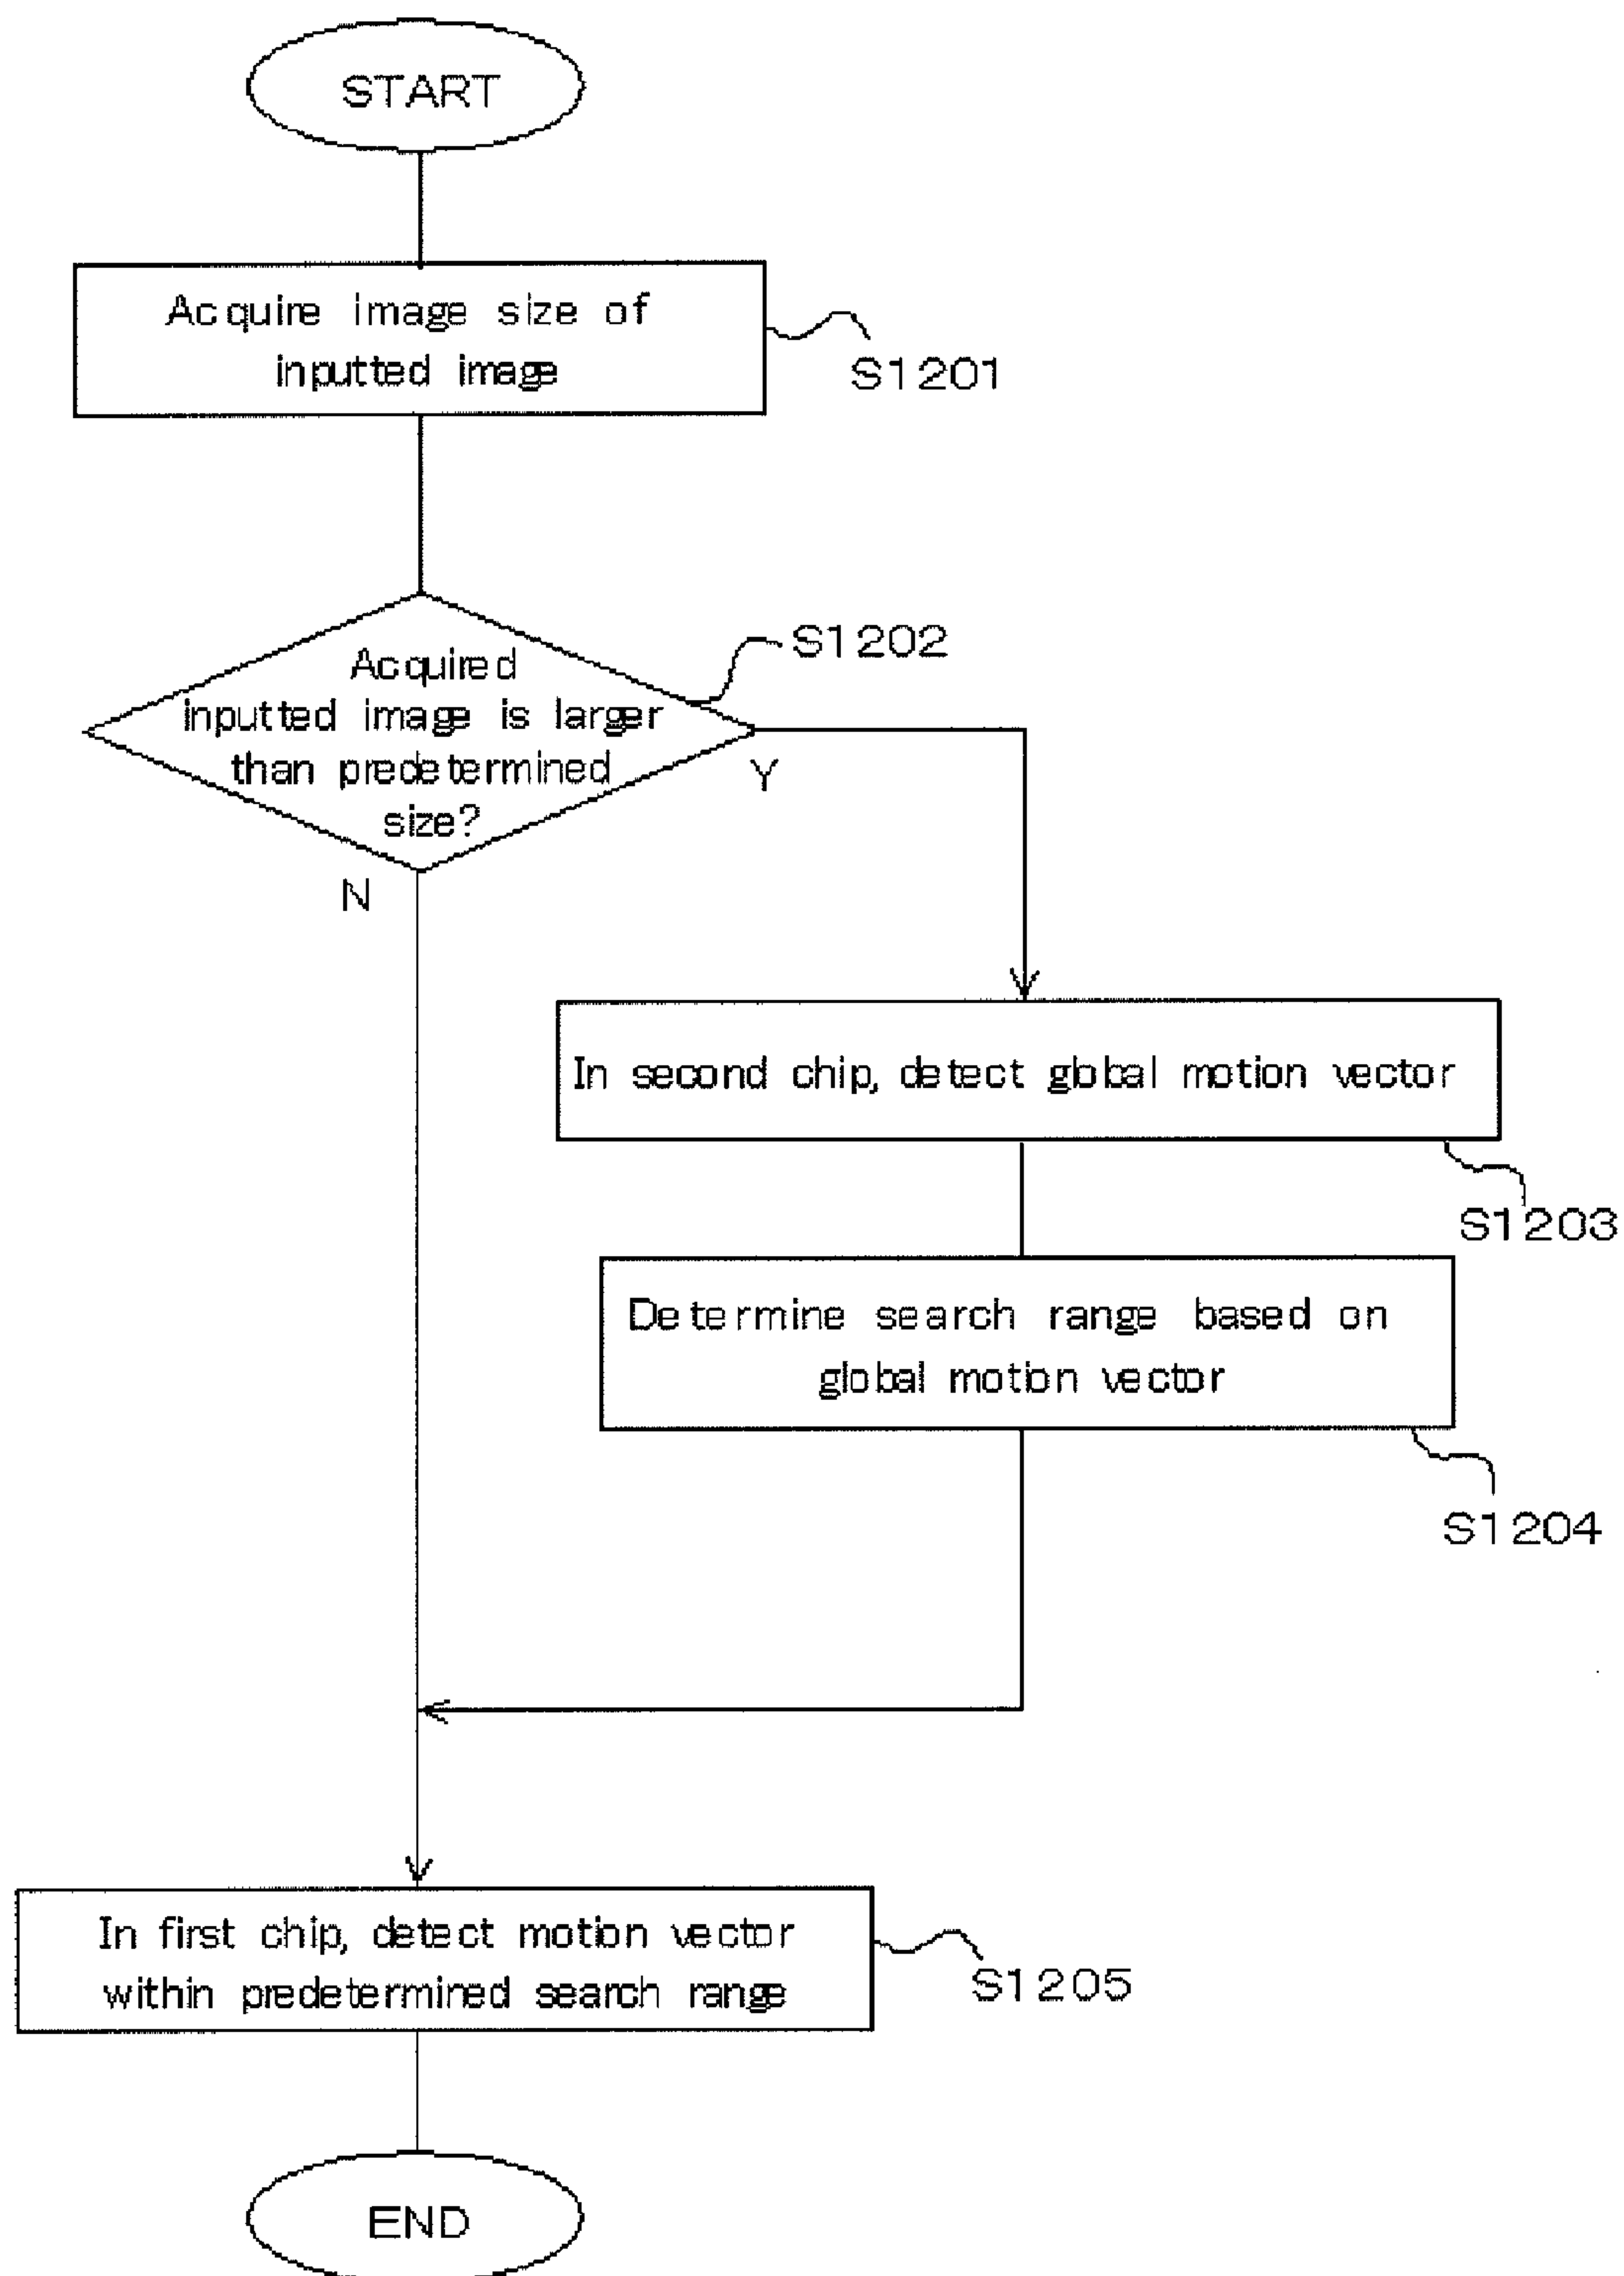 START
Acquire image size of
inputted image
S1201
S1202
Acquired
inputted image is larger
than predetermined
size?
Y
N
In second chip, detect global motion vector
S1203
Determine search range based on
global motion vector
S1204
In first chip, detect motion vector
within predetermined search range
S1205
END